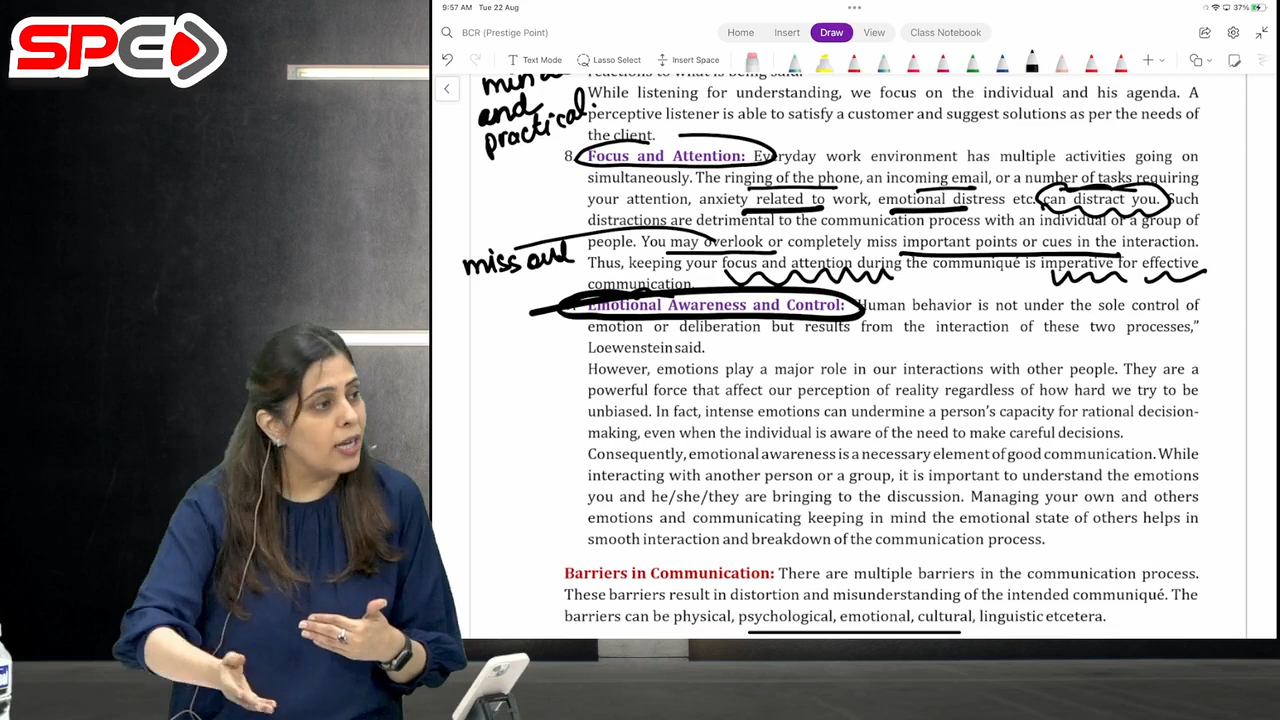 SPC
9:57 AM Tue 22 Aug
37%
BCR (Prestige Point)
Home Insert Draw View Class Notebook
Text Mode Lasso Select Insert Space
mind
and
practical.
reactions to what is being said.
While listening for understanding, we focus on the individual and his agenda. A
perceptive listener is able to satisfy a customer and suggest solutions as per the needs of
the client.
8. Focus and Attention: Everyday work environment has multiple activities going on
simultaneously. The ringing of the phone, an incoming email, or a number of tasks requiring
your attention, anxiety related to work, emotional distress etc. can distract you. Such
distractions are detrimental to the communication process with an individual or a group of
people. You may overlook or completely miss important points or cues in the interaction.
miss out
Thus, keeping your focus and attention during the communiqué is imperative for effective
communication.
Emotional Awareness and Control: "Human behavior is not under the sole control of
emotion or deliberation but results from the interaction of these two processes,”
Loewenstein said.
However, emotions play a major role in our interactions with other people. They are a
powerful force that affect our perception of reality regardless of how hard we try to be
unbiased. In fact, intense emotions can undermine a person's capacity for rational decision-
making, even when the individual is aware of the need to make careful decisions.
Consequently, emotional awareness is a necessary element of good communication. While
interacting with another person or a group, it is important to understand the emotions
you and he/she/they are bringing to the discussion. Managing your own and others
emotions and communicating keeping in mind the emotional state of others helps in
smooth interaction and breakdown of the communication process.
Barriers in Communication: There are multiple barriers in the communication process.
These barriers result in distortion and misunderstanding of the intended communiqué. The
barriers can be physical, psychological, emotional, cultural, linguistic etcetera.